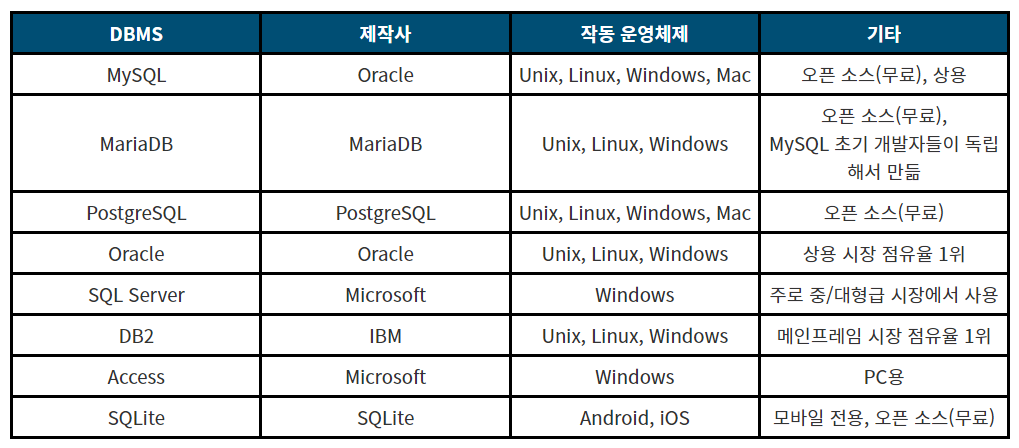 DBMS 제작사 작동 운영체제 기타
MySQL Oracle Unix, Linux, Windows, Mac 오픈 소스(무료), 상용
MariaDB MariaDB Unix, Linux, Windows 오픈 소스(무료),
MySQL 초기 개발자들이 독립
해서 만듦
PostgreSQL PostgreSQL Unix, Linux, Windows, Mac 오픈 소스(무료)
Oracle Oracle Unix, Linux, Windows 상용 시장 점유율 1위
SQL Server Microsoft Windows 주로 중/대형급 시장에서 사용
DB2 IBM Unix, Linux, Windows 메인프레임 시장 점유율 1위
Access Microsoft Windows PC용
SQLite SQLite Android, iOS 모바일 전용, 오픈 소스(무료)